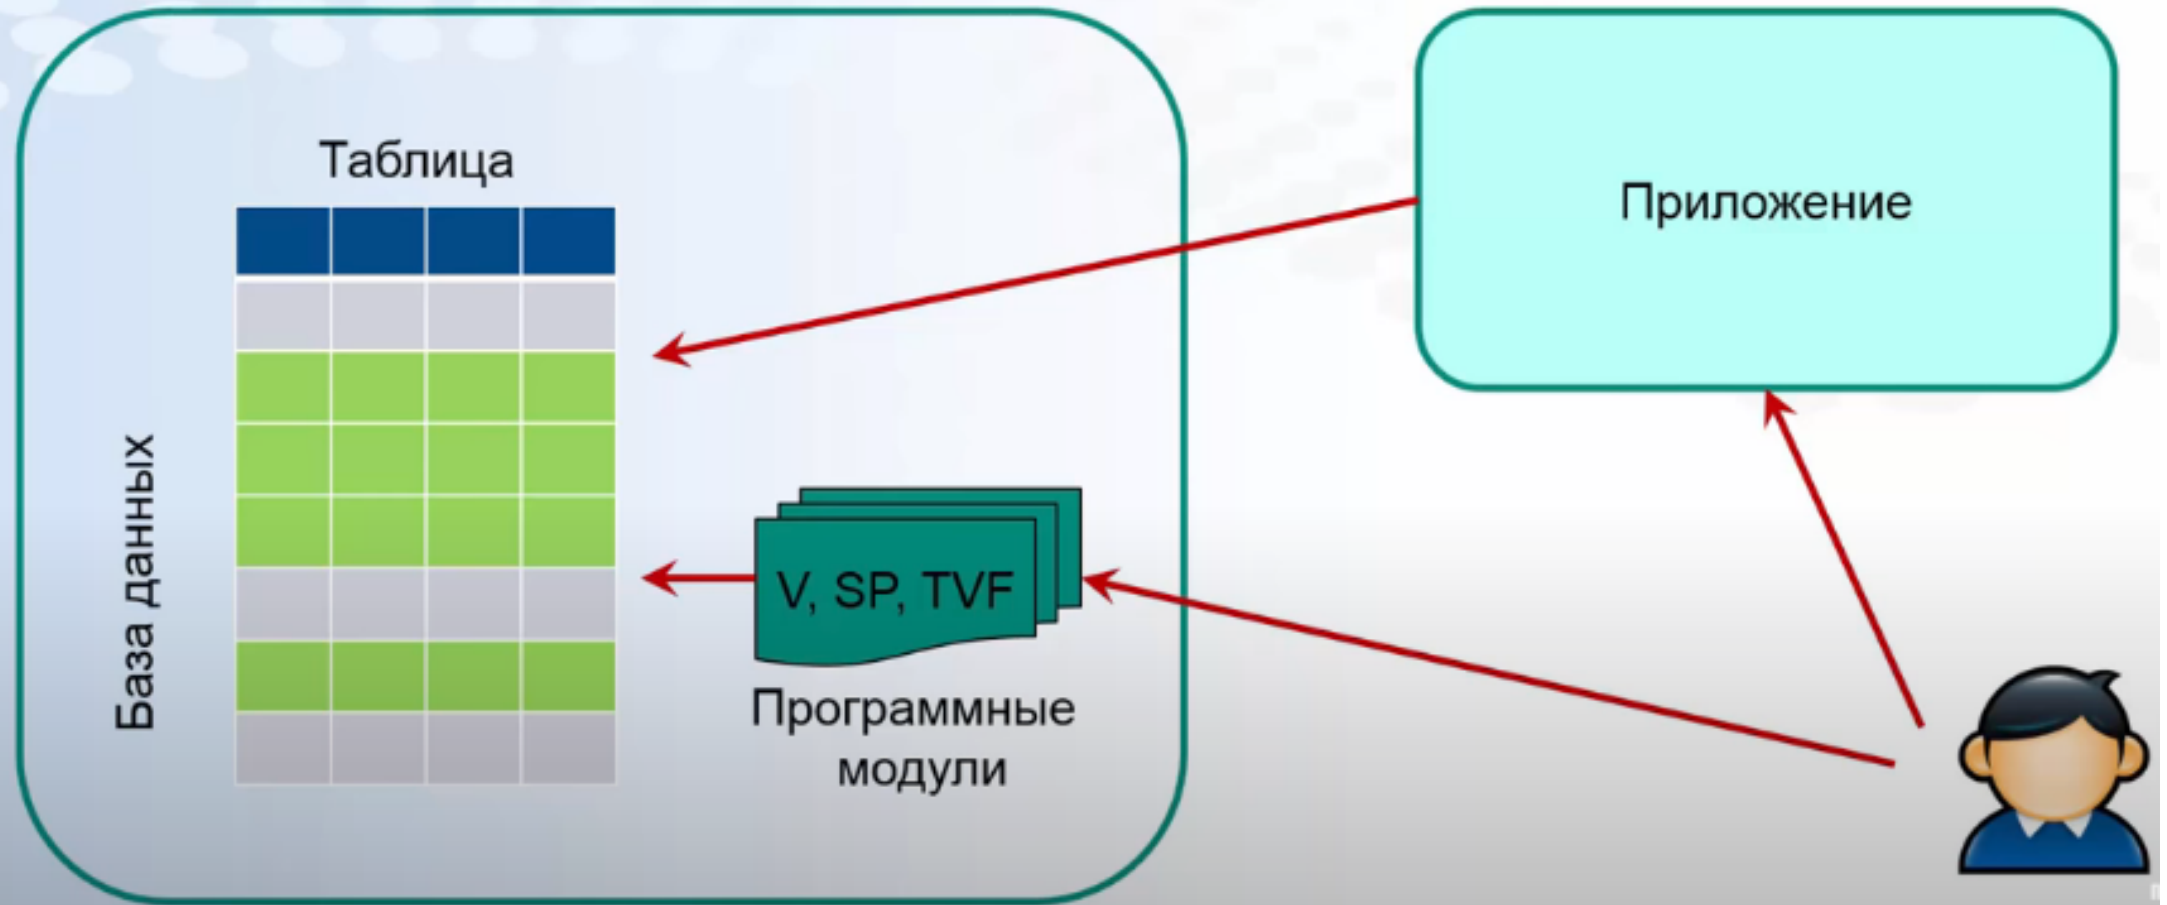 Таблица
Приложение
База данных
V, SP, TVF
Программные
модули